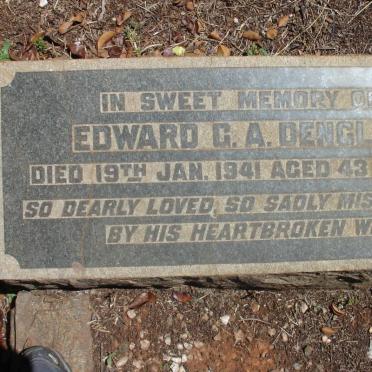 IN SWEET MEMORY O
EDWARD G. A. DENGL
DIED 19TH JAN. 1941 AGED 43
SO DEARLY LOVED, SO SADLY MIS
BY HIS HEARTBROKEN W